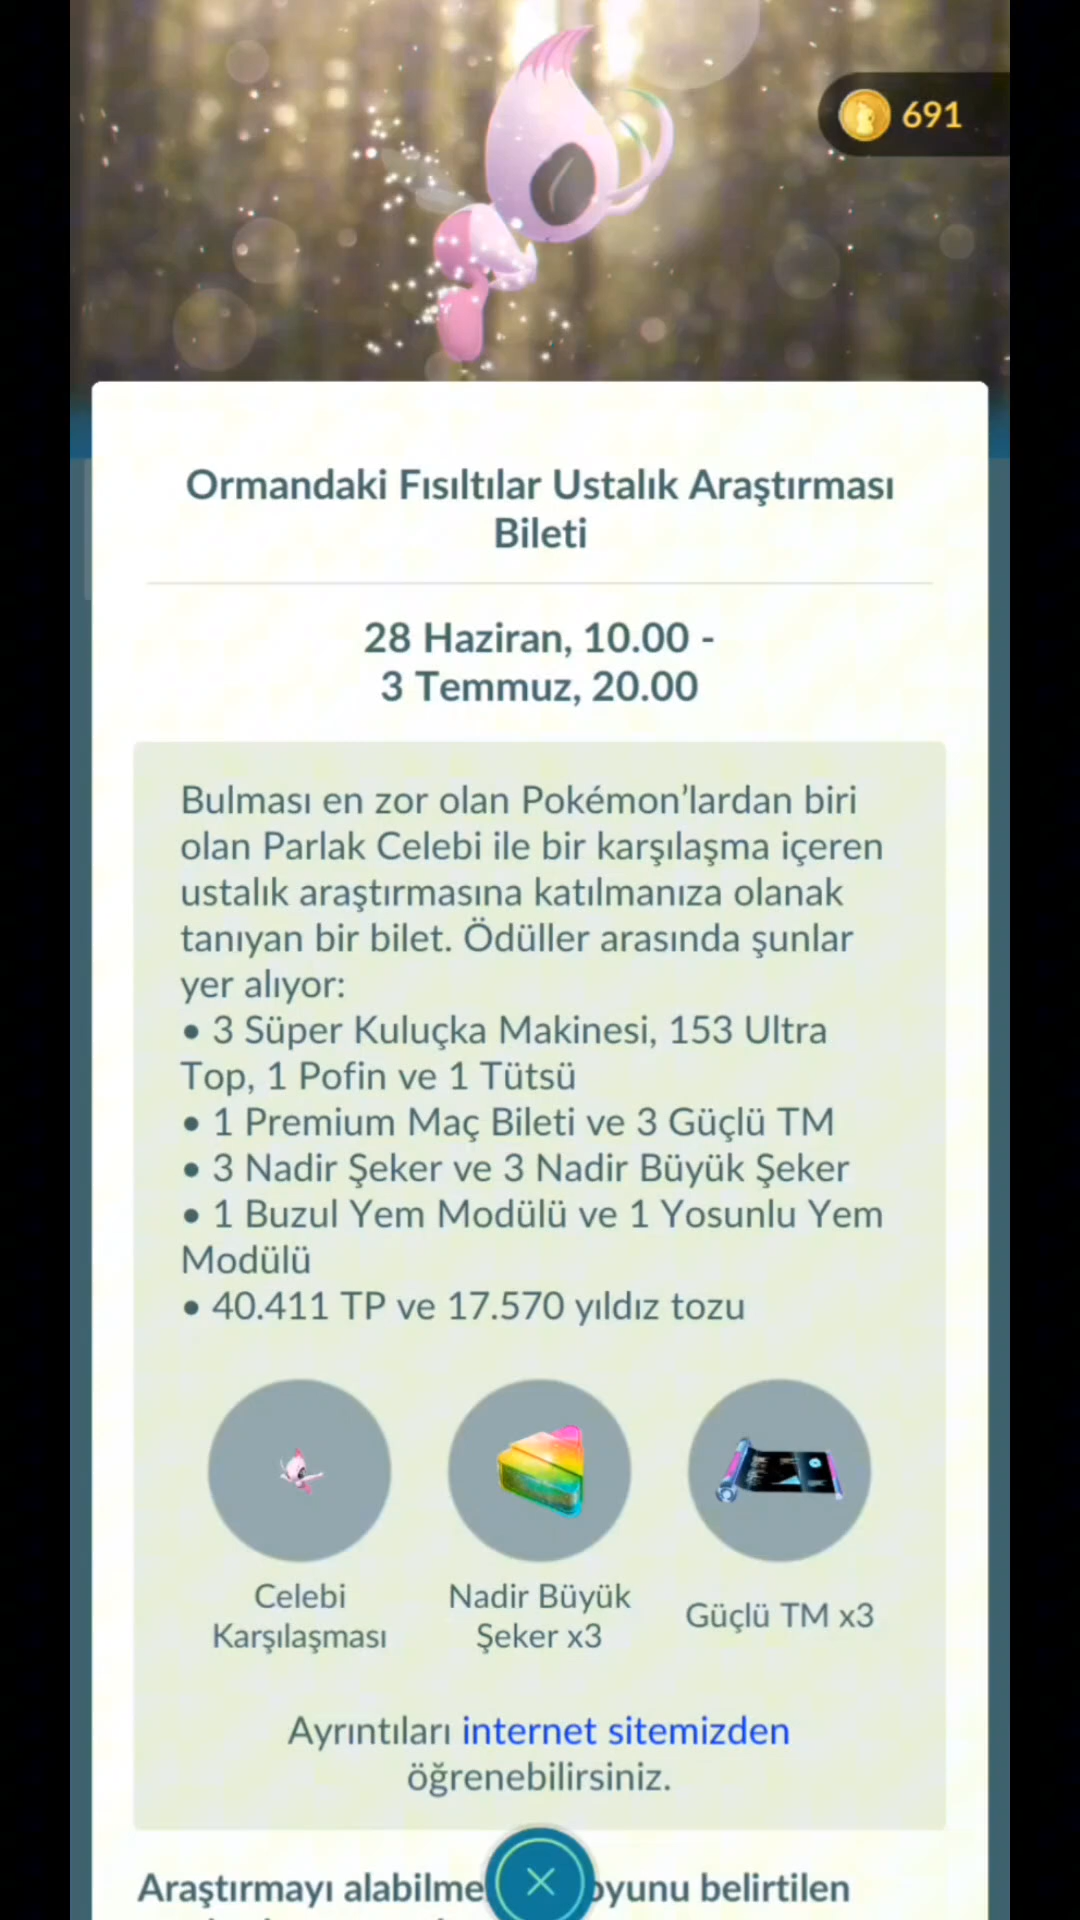 691
Ormandaki Fısıltılar Ustalık Araştırması
Bileti
28 Haziran, 10.00 -
3 Temmuz, 20.00
Bulması en zor olan Pokémon'lardan biri
olan Parlak Celebi ile bir karşılaşma içeren
ustalık araştırmasına katılmanıza olanak
tanıyan bir bilet. Ödüller arasında şunlar
yer alıyor:
• 3 Süper Kuluçka Makinesi, 153 Ultra
Top, 1 Pofin ve 1 Tütsü
• 1 Premium Maç Bileti ve 3 Güçlü TM
• 3 Nadir Şeker ve 3 Nadir Büyük Şeker
• 1 Buzul Yem Modülü ve 1 Yosunlu Yem
Modülü
• 40.411 TP ve 17.570 yıldız tozu
Celebi
Karşılaşması
Nadir Büyük
Şeker x3
Güçlü TM x3
Ayrıntıları internet sitemizden
öğrenebilirsiniz.
Araştırmayı belirtilen